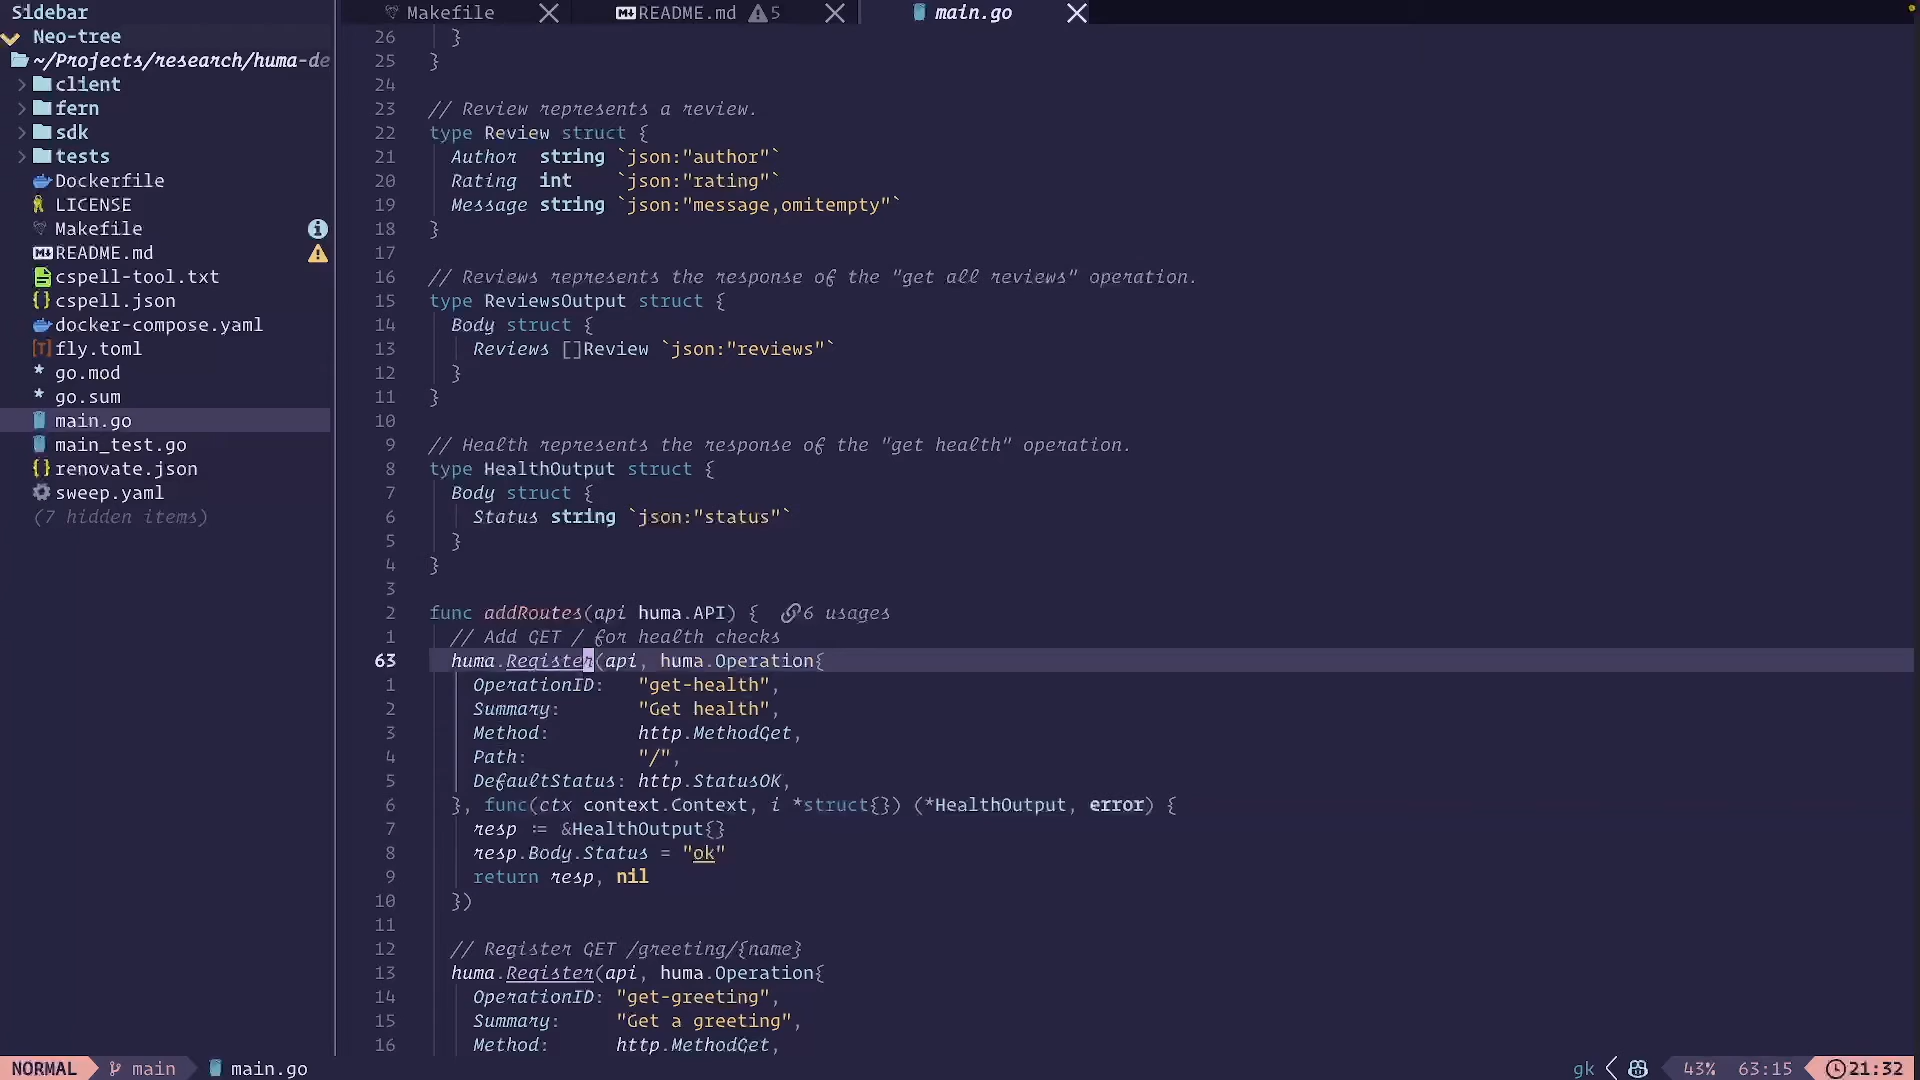 Sidebar
Makefile
README.md 5
main.go
Neo-tree
~/Projects/research/huma-de
client
fern
sdk
tests
Dockerfile
LICENSE
Makefile
README.md
cspell-tool.txt
cspell.json
docker-compose.yaml
fly.toml
go.mod
go.sum
main.go
main_test.go
renovate.json
sweep.yaml
(7 hidden items)
26 }
25 }
24
23 // Review represents a review.
22 type Review struct {
21 Author string `json:"author"`
20 Rating int `json:"rating"`
19 Message string `json:"message,omitempty"`
18 }
17
16 // Reviews represents the response of the "get all reviews" operation.
15 type ReviewsOutput struct {
14 Body struct {
13 Reviews []Review `json:"reviews"`
12 }
11 }
10
9 // Health represents the response of the "get health" operation.
8 type HealthOutput struct {
7 Body struct {
6 Status string `json:"status"`
5 }
4 }
3
2 func addRoutes(api huma.API) { 6 usages
1 // Add GET / for health checks
63 huma.Register(api, huma.Operation{
1 OperationID: "get-health",
2 Summary: "Get health",
3 Method: http.MethodGet,
4 Path: "/",
5 DefaultStatus: http.StatusOK,
6 }, func(ctx context.Context, i *struct{}) (*HealthOutput, error) {
7 resp := &HealthOutput{}
8 resp.Body.Status = "ok"
9 return resp, nil
10 })
11
12 // Register GET /greeting/{name}
13 huma.Register(api, huma.Operation{
14 OperationID: "get-greeting",
15 Summary: "Get a greeting",
16 Method: http.MethodGet,
NORMAL main main.go gk 43% 63:15 21:32